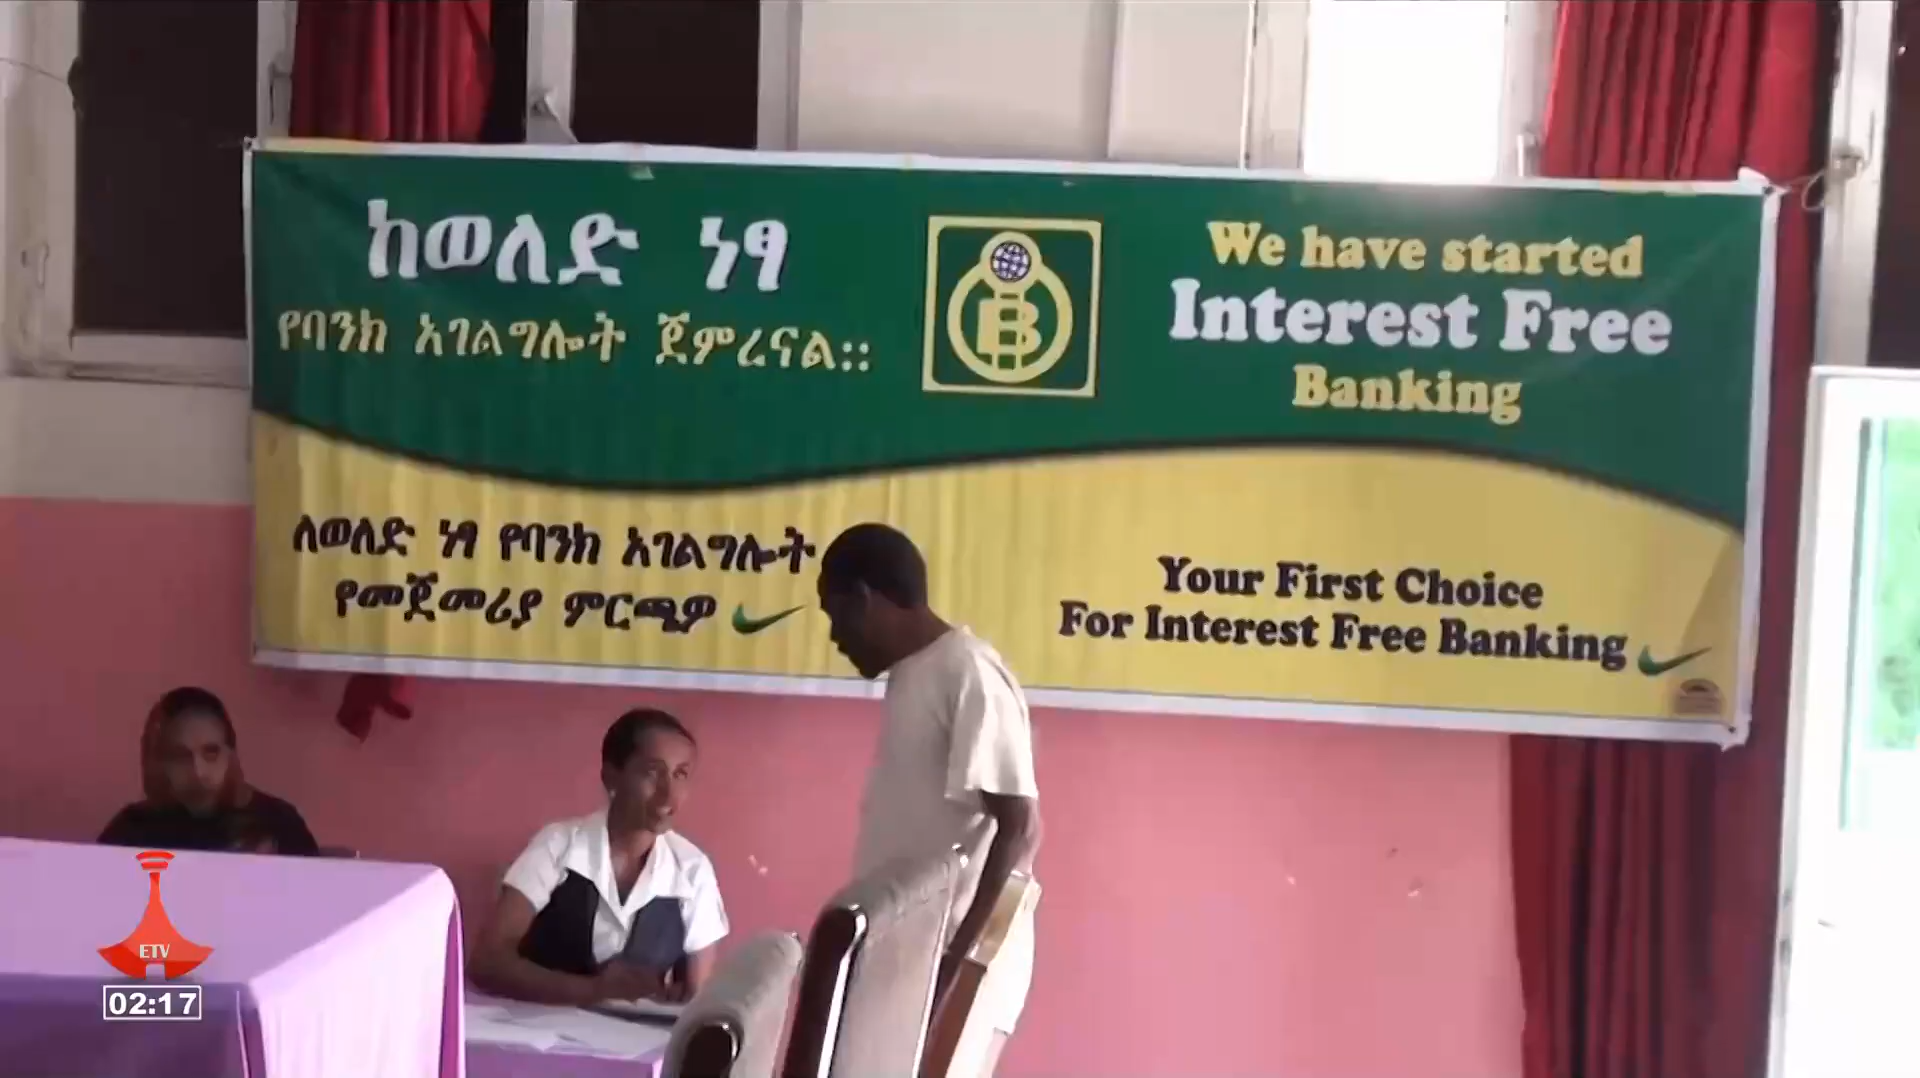 ከወለድ ነፃ
የባንክ አገልግሎት ጀምረናል::
B
We have started
Interest Free
Banking
ለወለድ ነፃ የባንክ አገልግሎት
የመጀመሪያ ምርጫዎ
Your First Choice
For Interest Free Banking
ETV
02:17